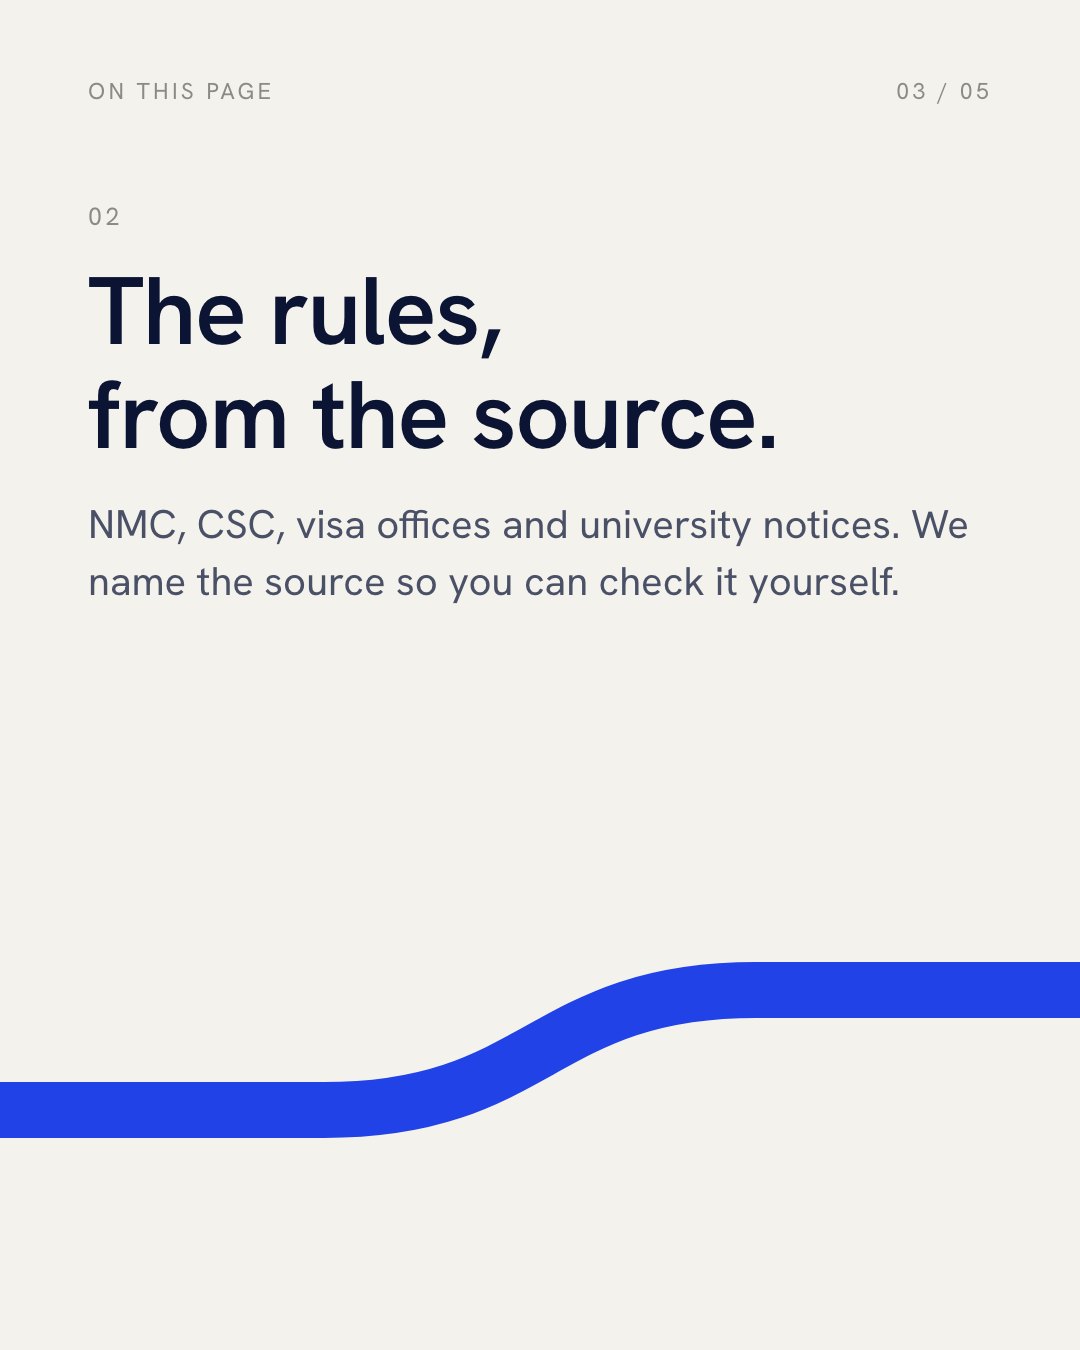 ON THIS PAGE
03 / 05
02
The rules,
from the source.
NMC, CSC, visa offices and university notices. We
name the source so you can check it yourself.